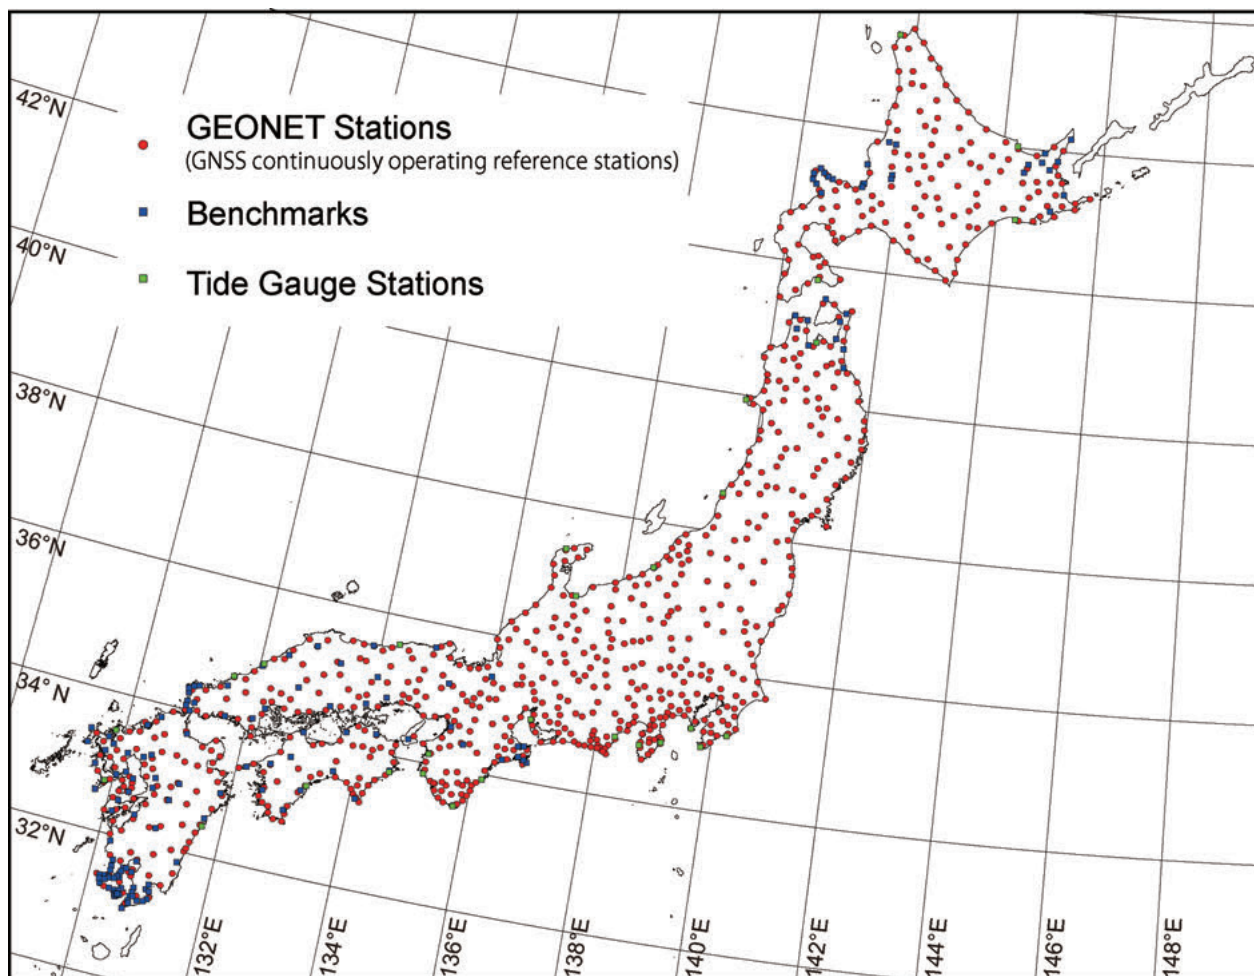 GEONET Stations
(GNSS continuously operating reference stations)
Benchmarks
Tide Gauge Stations
42°N
40°N
38°N
36°N
34° N
32°N
132°E
134°E
136°E
138°E
140°E
142°E
144°E
146°E
148°E